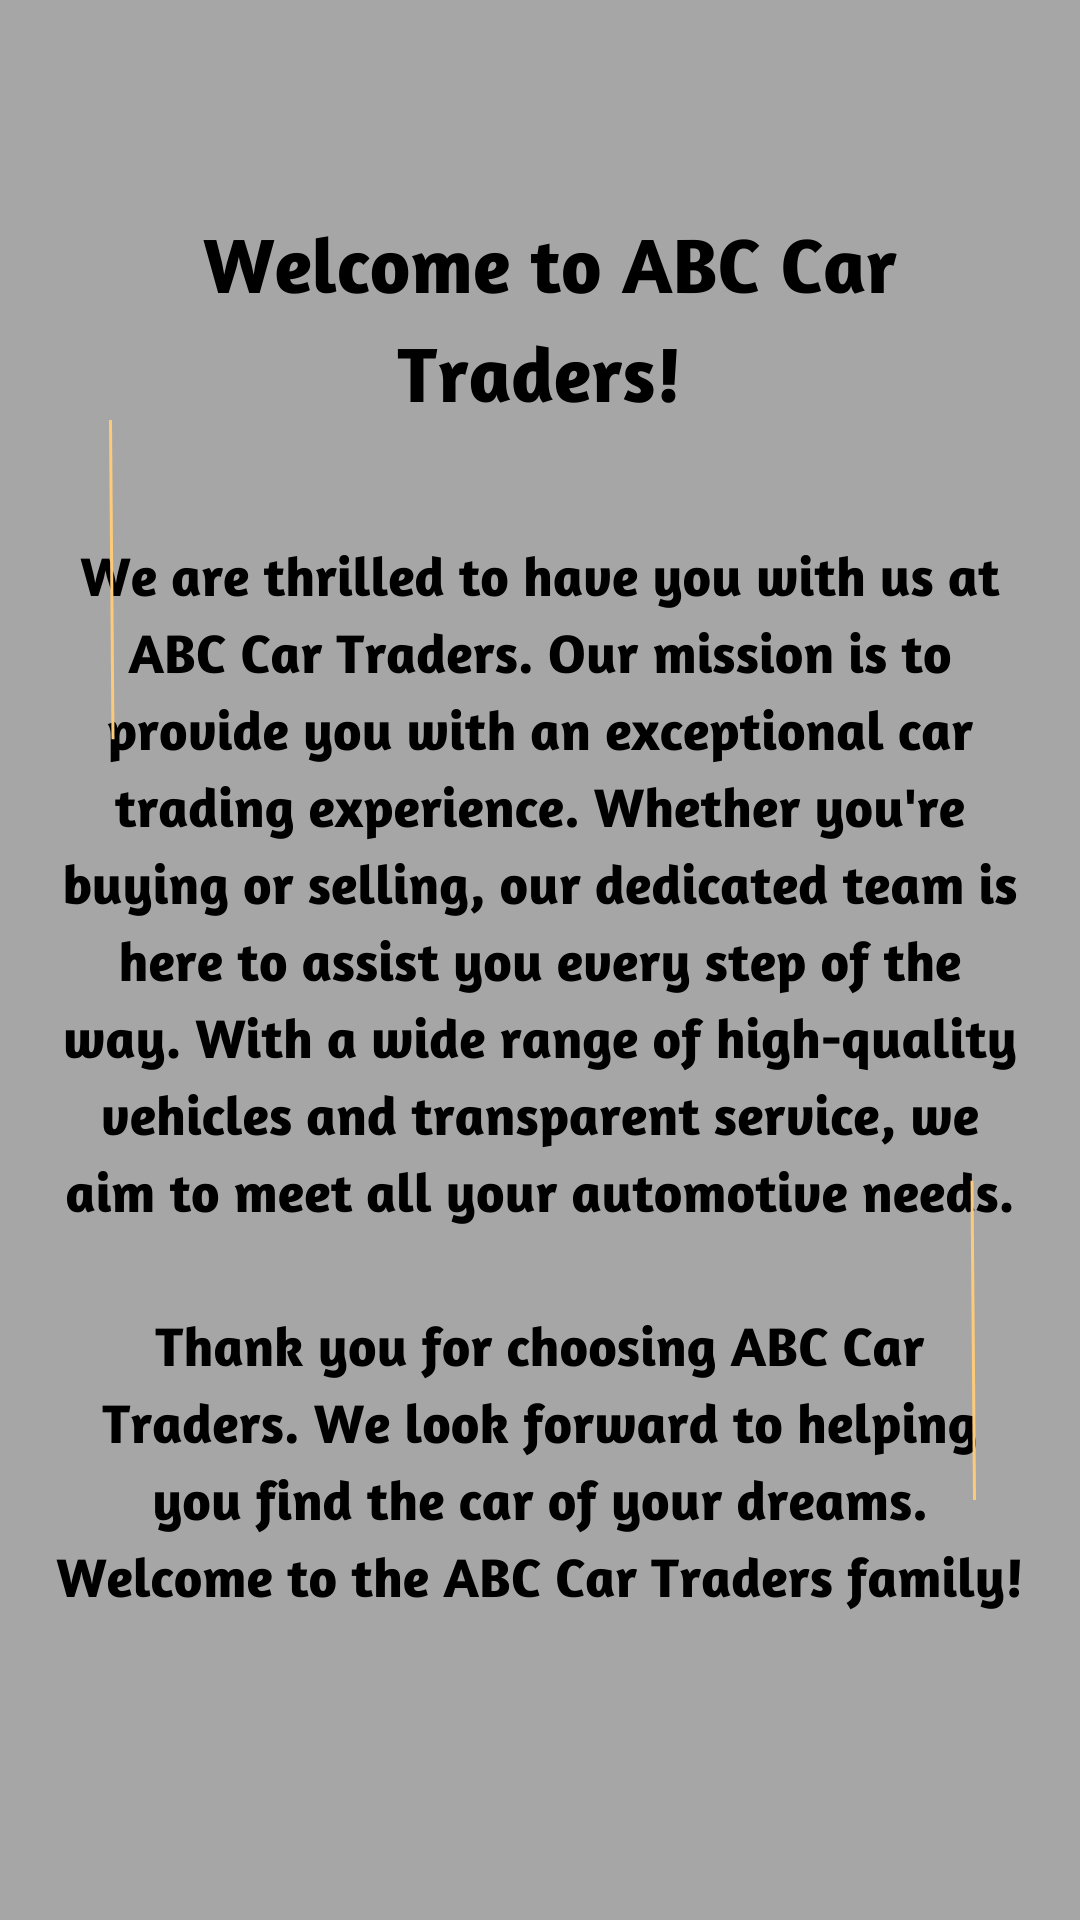 Welcome to ABC Car
Traders!
We are thrilled to have you with us at
ABC Car Traders. Our mission is to
provide you with an exceptional car
trading experience. Whether you're
buying or selling, our dedicated team is
here to assist you every step of the
way. With a wide range of high-quality
vehicles and transparent service, we
aim to meet all your automotive needs.
Thank you for choosing ABC Car
Traders. We look forward to helping
you find the car of your dreams.
Welcome to the ABC Car Traders family!